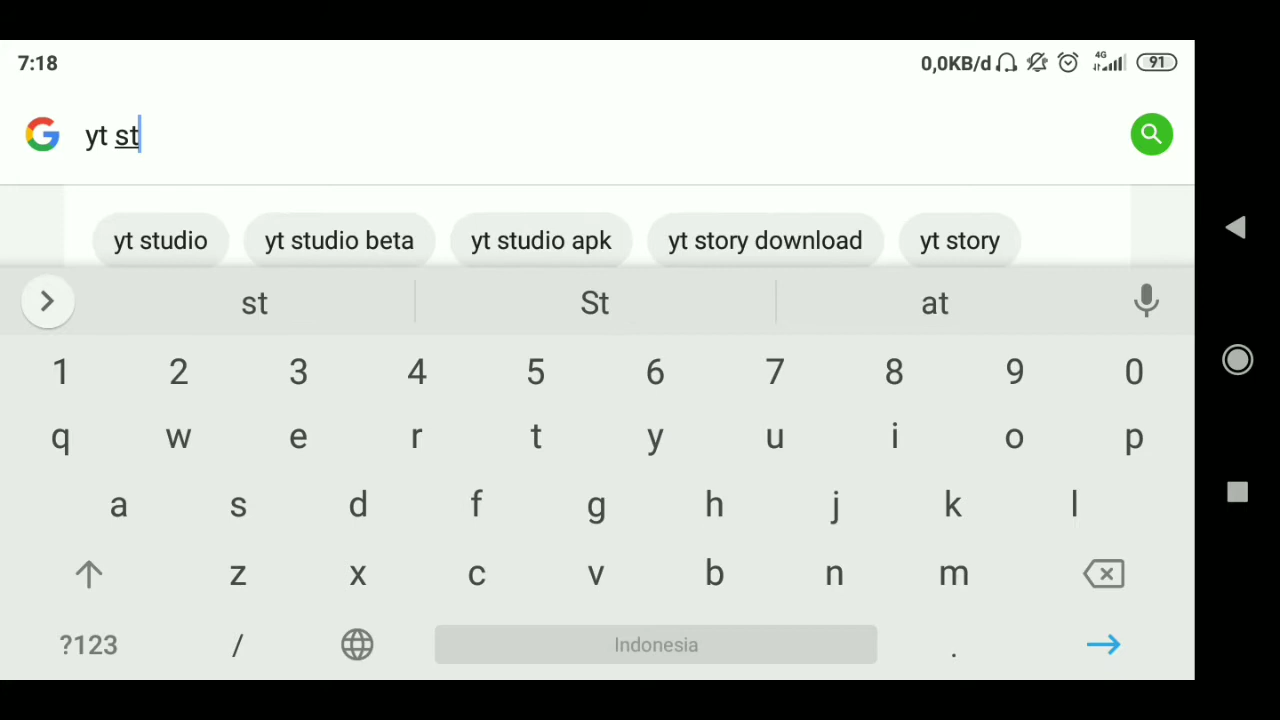 7:18 0,0KB/d 4G 91
yt st
yt studio yt studio beta yt studio apk yt story download yt story
st St at
1 2 3 4 5 6 7 8 9 0
q w e r t y u i o p
a s d f g h j k l
z x c v b n m
?123 / Indonesia .